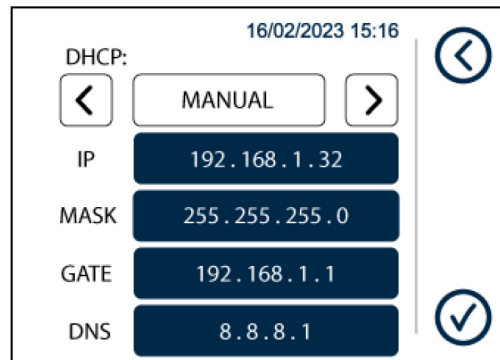 16/02/2023 15:16
DHCP:
MANUAL
IP 192.168.1.32
MASK 255.255.255.0
GATE 192.168.1.1
DNS 8.8.8.1